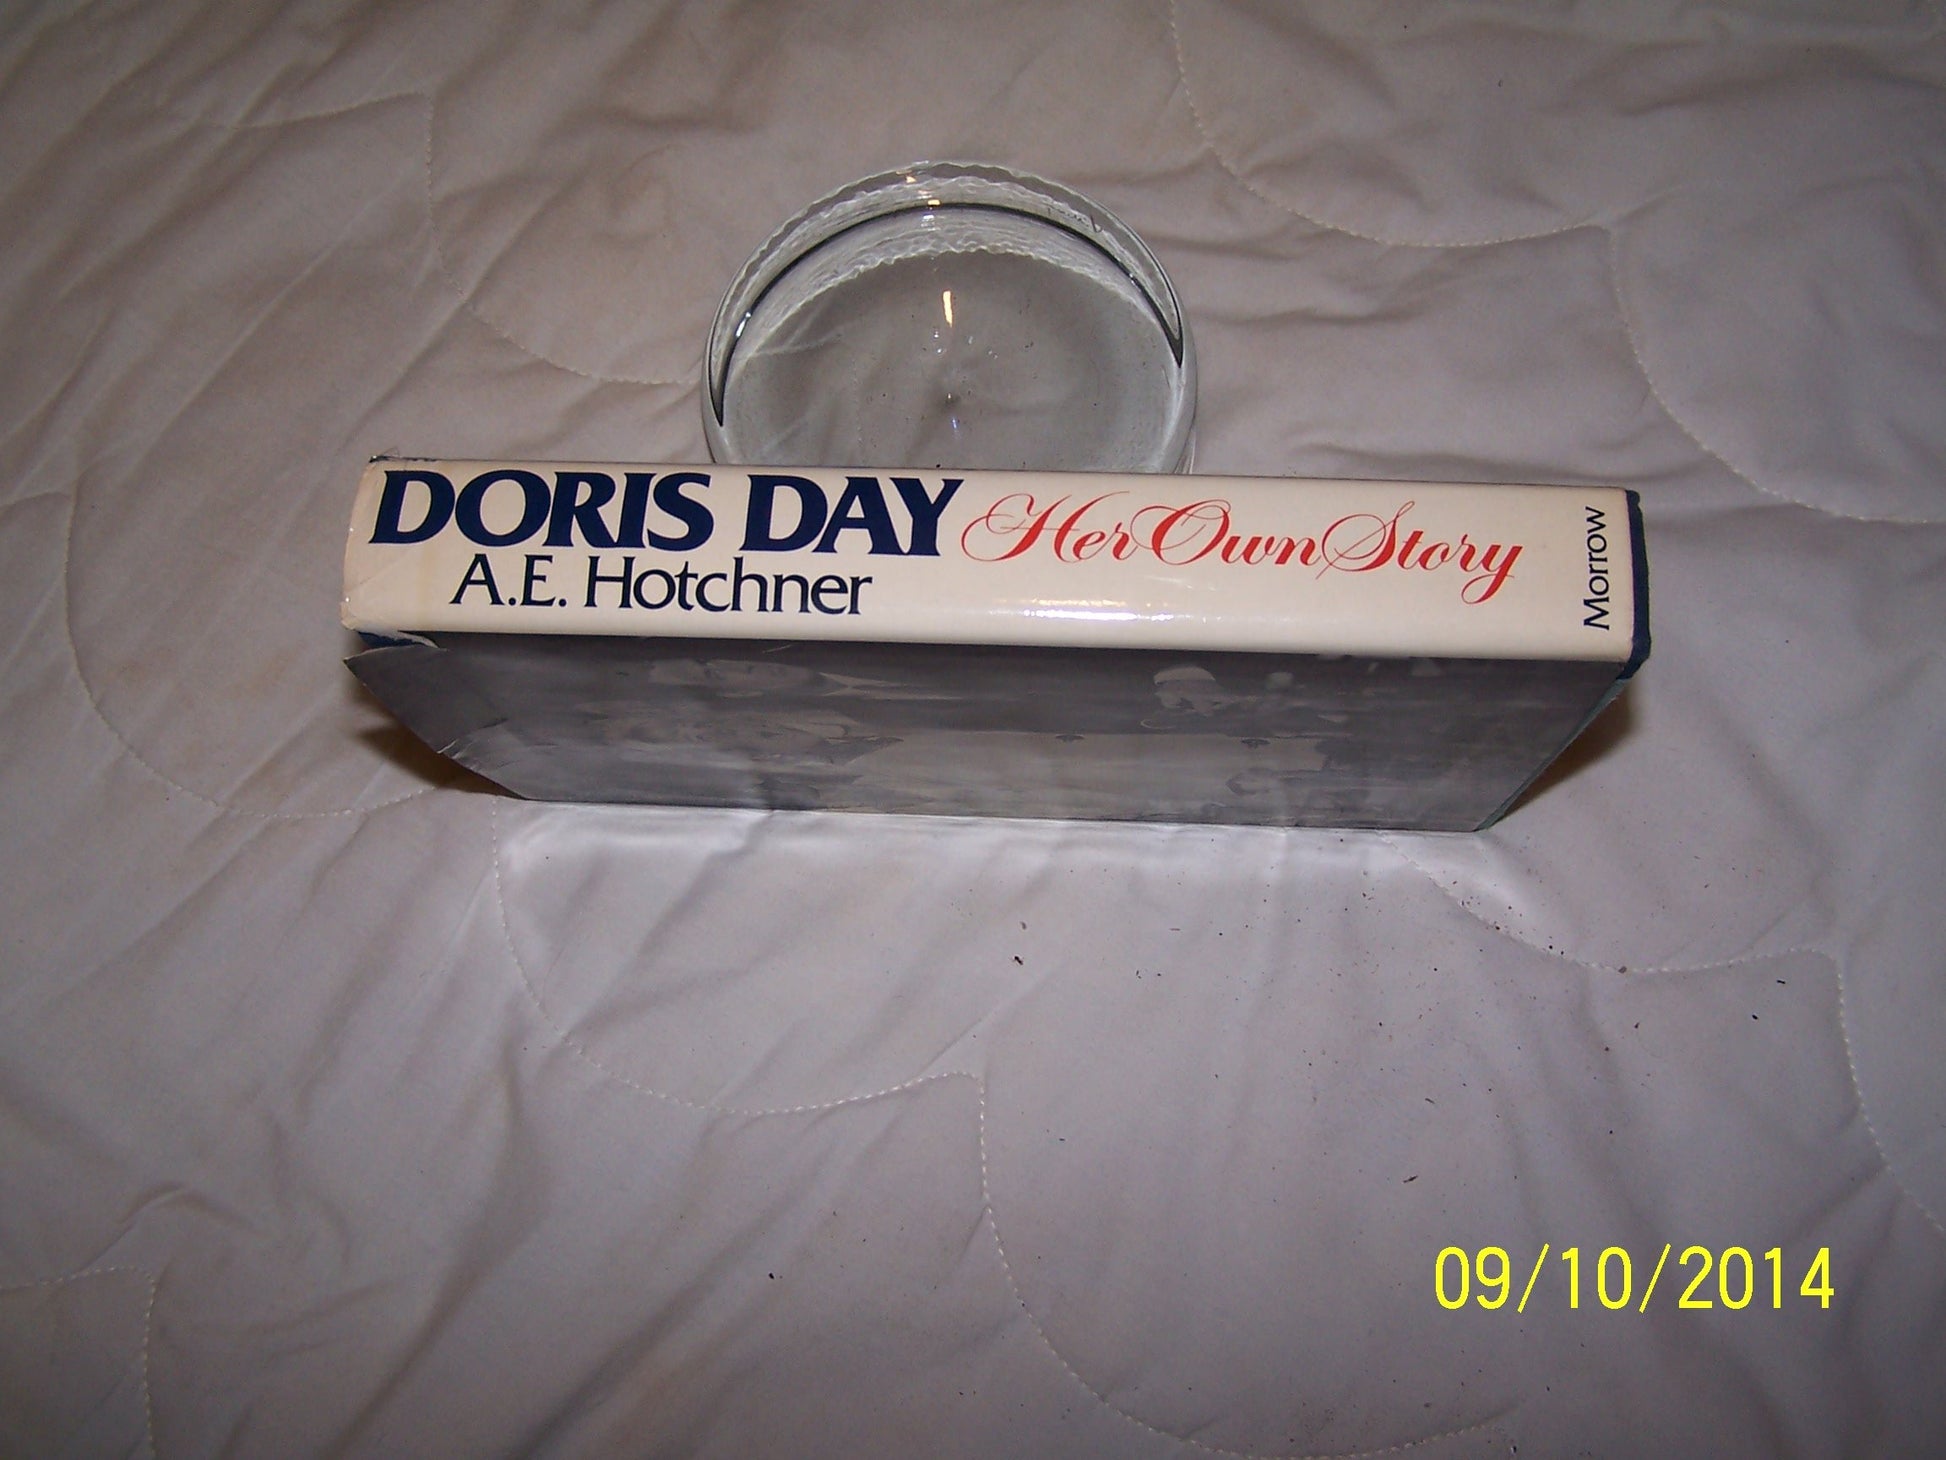 DORIS DAY Her Own Story
A.E. Hotchner
Morrow
09/10/2014